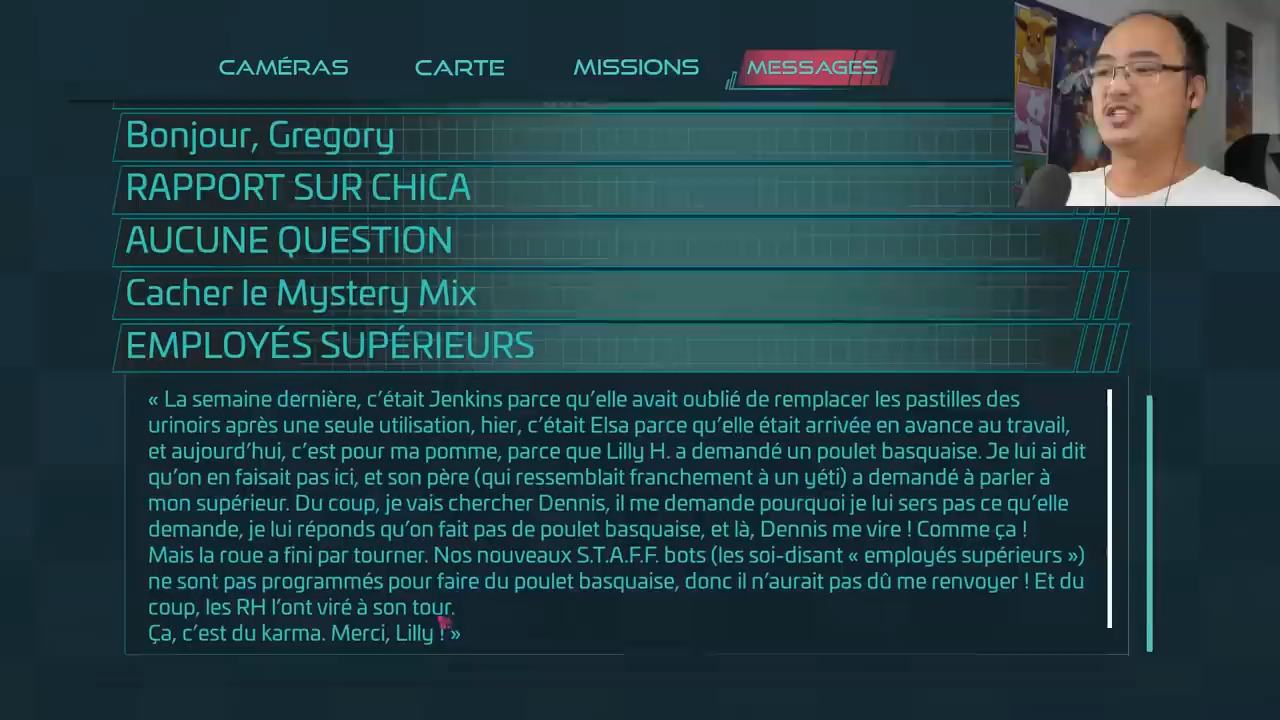 CAMÉRAS
CARTE
MISSIONS
MESSAGES
Bonjour, Gregory
RAPPORT SUR CHICA
AUCUNE QUESTION
Cacher le Mystery Mix
EMPLOYÉS SUPÉRIEURS
« La semaine dernière, c'était Jenkins parce qu'elle avait oublié de remplacer les pastilles des
urinoirs après une seule utilisation, hier, c'était Elsa parce qu'elle était arrivée en avance au travail,
et aujourd'hui, c'est pour ma pomme, parce que Lilly H. a demandé un poulet basquaise. Je lui ai dit
qu'on en faisait pas ici, et son père (qui ressemblait franchement à un yéti) a demandé à parler à
mon supérieur. Du coup, je vais chercher Dennis, il me demande pourquoi je lui sers pas ce qu'elle
demande, je lui réponds qu'on fait pas de poulet basquaise, et là, Dennis me vire ! Comme ça !
Mais la roue a fini par tourner. Nos nouveaux S.T.A.F.F. bots (les soi-disant « employés supérieurs »)
ne sont pas programmés pour faire du poulet basquaise, donc il n'aurait pas dû me renvoyer ! Et du
coup, les RH l'ont viré à son tour.
Ça, c'est du karma. Merci, Lilly ! »